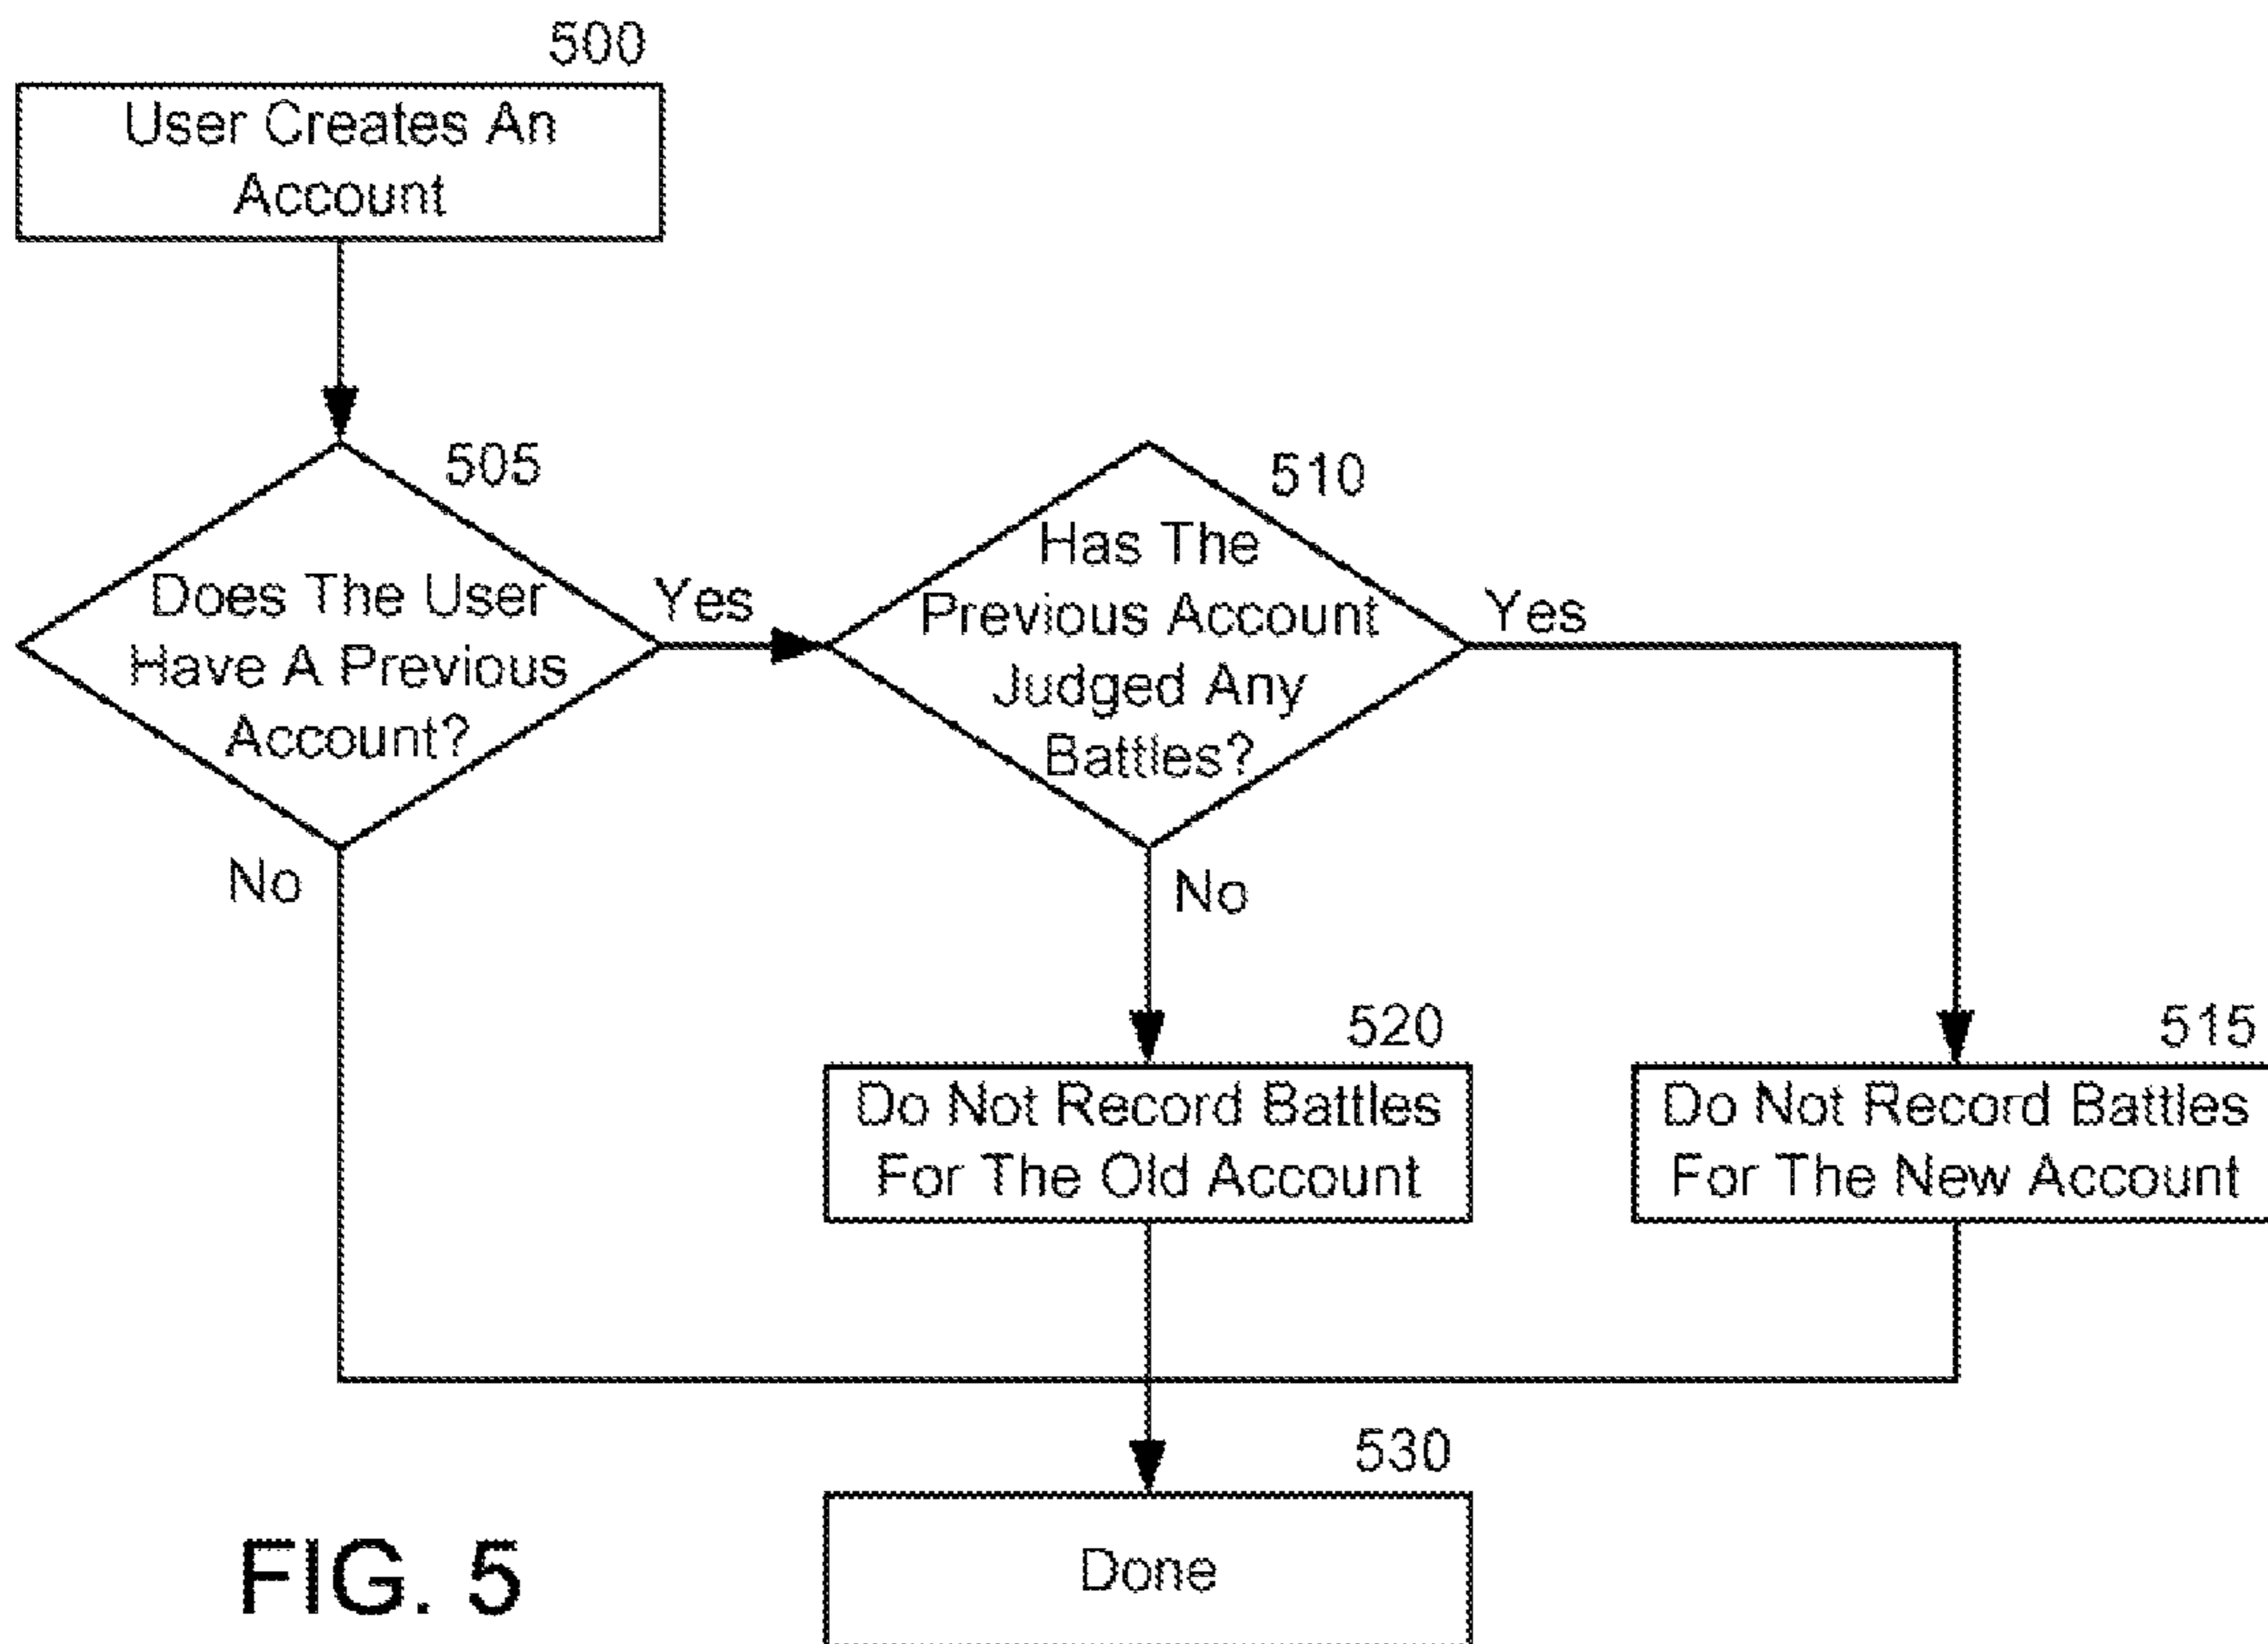 500
User Creates An
Account
505
Does The User
Have A Previous
Account?
Yes
No
510
Has The
Previous Account
Judged Any
Battles?
Yes
No
520
Do Not Record Battles
For The Old Account
515
Do Not Record Battles
For The New Account
530
Done
FIG. 5